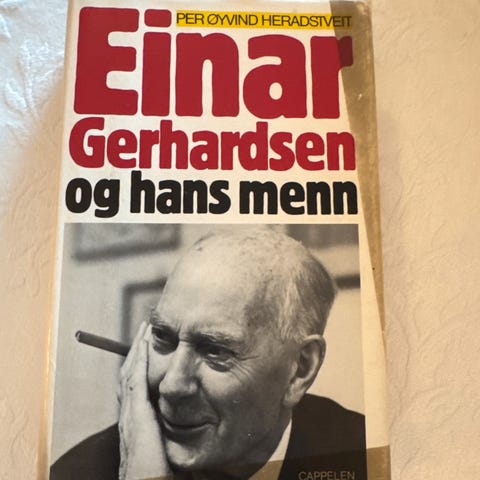 PER ØYVIND HERADSTVEIT
Einar
Gerhardsen
og hans menn
CAPPELEN